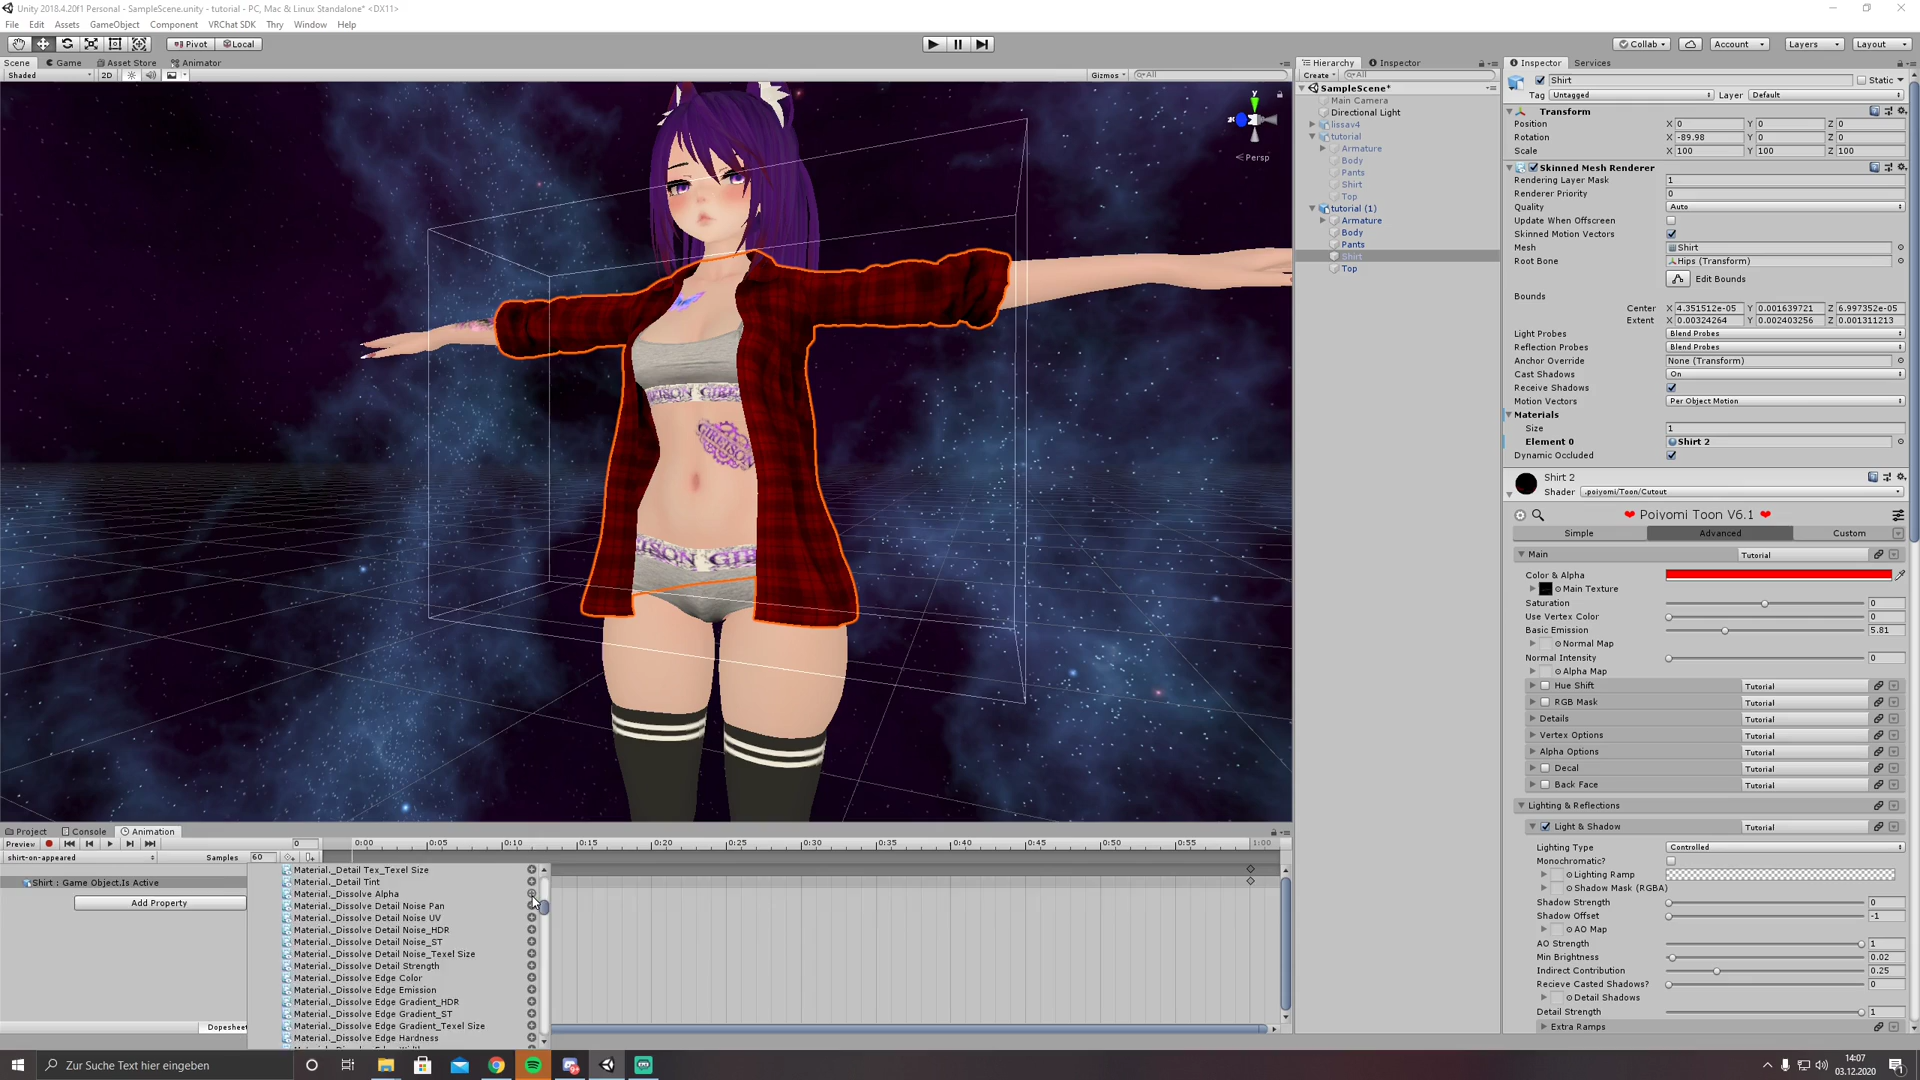 Unity 2018.4.20f1 Personal - SampleScene.unity - tutorial - PC, Mac & Linux Standalone* <DX11>
File Edit Assets GameObject Component VRChat SDK Thry Window Help
Pivot Local Collab Account Layers Layout
Scene Game Asset Store Animator
Shaded 2D Gizmos All
y
Persp
Hierarchy Inspector
Create All
SampleScene*
Main Camera
Directional Light
lissav4
tutorial
Armature
Body
Pants
Shirt
Top
tutorial (1)
Armature
Body
Pants
Shirt
Top
Inspector Services
Shirt Static
Tag Untagged Layer Default
Transform
Position X 0 Y 0 Z 0
Rotation X -89.98 Y 0 Z 0
Scale X 100 Y 100 Z 100
Skinned Mesh Renderer
Rendering Layer Mask 1
Renderer Priority 0
Quality Auto
Update When Offscreen
Skinned Motion Vectors
Mesh Shirt
Root Bone Hips (Transform)
Edit Bounds
Bounds
Center X 4.351512e-05 Y 0.001639721 Z 6.997352e-05
Extent X 0.00324264 Y 0.002403256 Z 0.001311213
Light Probes Blend Probes
Reflection Probes Blend Probes
Anchor Override None (Transform)
Cast Shadows On
Receive Shadows
Motion Vectors Per Object Motion
Materials
Size 1
Element 0 Shirt 2
Dynamic Occluded
Shirt 2
Shader .poiyomi/Toon/Cutout
❤ Poiyomi Toon V6.1 ❤
Simple Advanced Custom
Main Tutorial
Color & Alpha
Main Texture
Saturation 0
Use Vertex Color 0
Basic Emission 5.81
Normal Map
Normal Intensity 0
Alpha Map
Hue Shift Tutorial
RGB Mask Tutorial
Details Tutorial
Vertex Options Tutorial
Alpha Options Tutorial
Decal Tutorial
Back Face Tutorial
Lighting & Reflections
Light & Shadow Tutorial
Lighting Type Controlled
Monochromatic?
Lighting Ramp
Shadow Mask (RGBA)
Shadow Strength 0
Shadow Offset -1
AO Map
AO Strength 1
Min Brightness 0.02
Indirect Contribution 0.25
Recieve Casted Shadows? 0
Detail Shadows
Detail Strength 1
Extra Ramps
Project Console Animation
Preview 0 0:00 0:05 0:10 0:15 0:20 0:25 0:30 0:35 0:40 0:45 0:50 0:55 1:00
shirt-on-appeared Samples 60
Shirt : Game Object.Is Active
Add Property
Material._Detail Tex_Texel Size
Material._Detail Tint
Material._Dissolve Alpha
Material._Dissolve Detail Noise Pan
Material._Dissolve Detail Noise UV
Material._Dissolve Detail Noise_HDR
Material._Dissolve Detail Noise_ST
Material._Dissolve Detail Noise_Texel Size
Material._Dissolve Detail Strength
Material._Dissolve Edge Color
Material._Dissolve Edge Emission
Material._Dissolve Edge Gradient_HDR
Material._Dissolve Edge Gradient_ST
Material._Dissolve Edge Gradient_Texel Size
Material._Dissolve Edge Hardness
Dopesheet
Zur Suche Text hier eingeben
14:07
03.12.2020